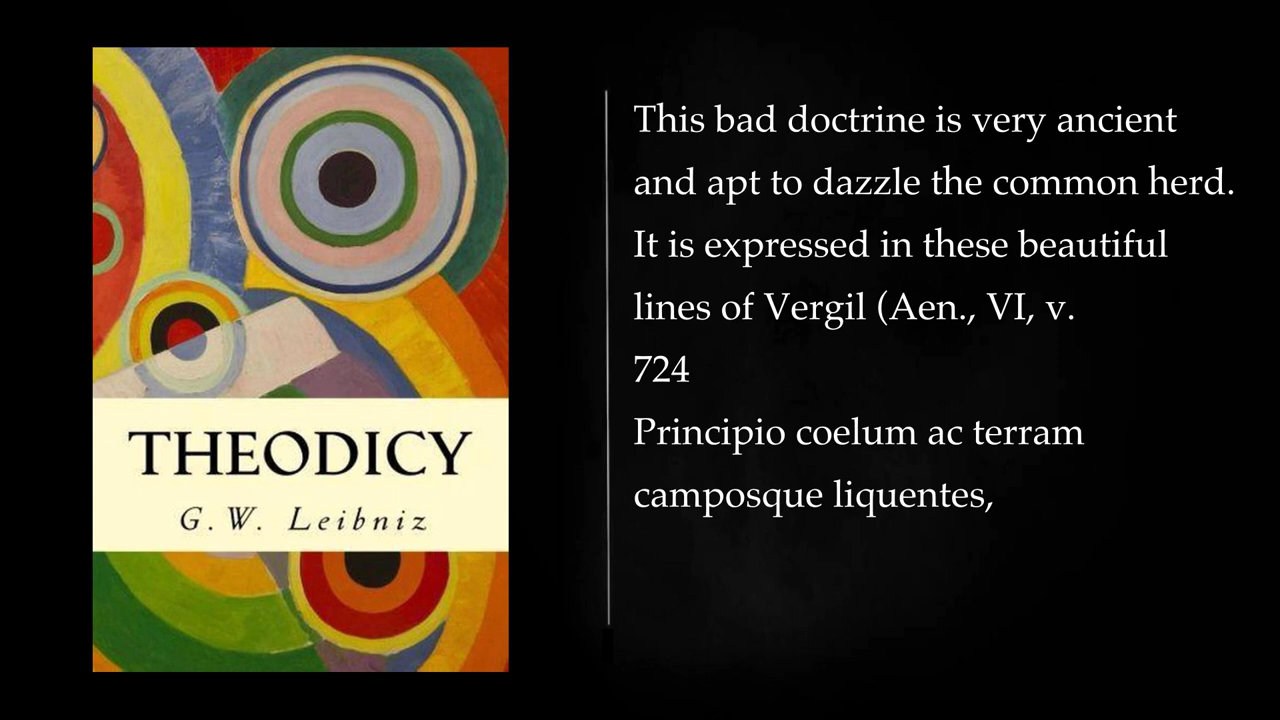 THEODICY
G. W. Leibniz
This bad doctrine is very ancient
and apt to dazzle the common herd.
It is expressed in these beautiful
lines of Vergil (Aen., VI, v.
724
Principio coelum ac terram
camposque liquentes,